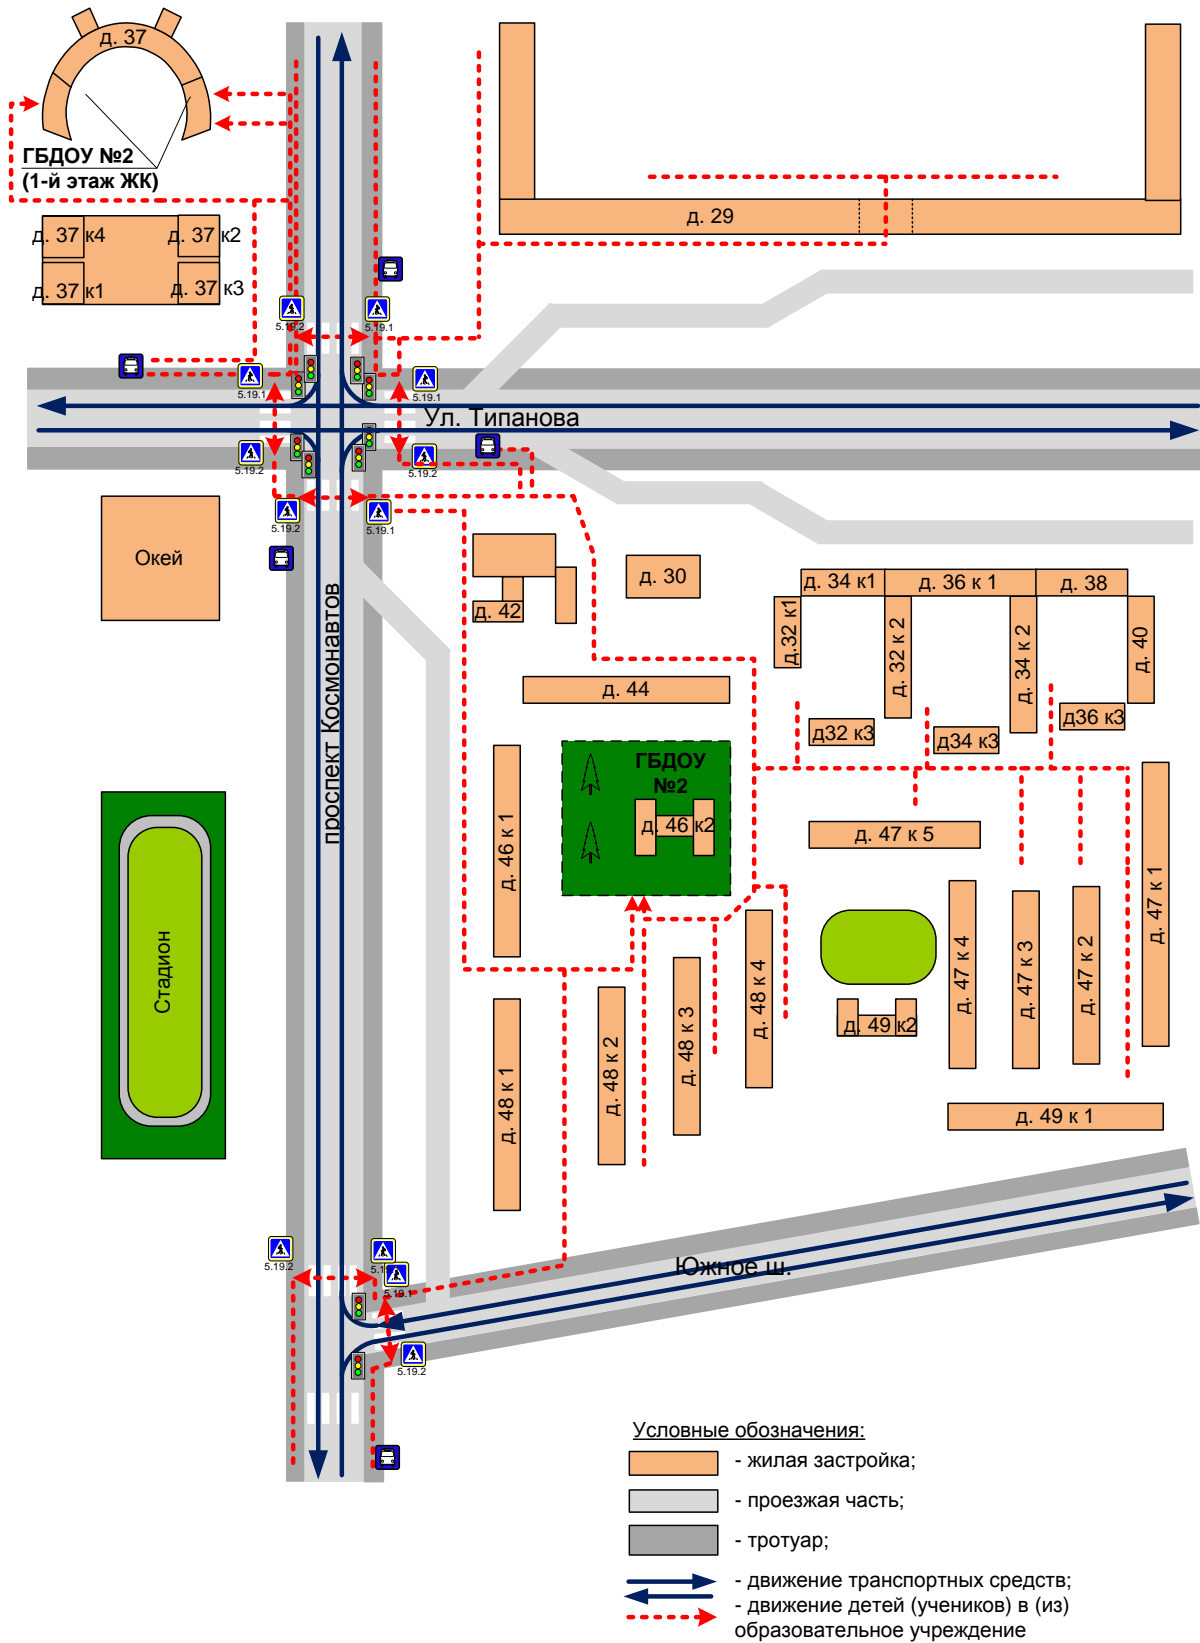 д. 37
ГБДОУ №2
(1-й этаж ЖК)
д. 29
д. 37 к4
д. 37 к2
д. 37 к1
д. 37 к3
5.19.2
5.19.1
5.19.1
5.19.1
Ул. Типанова
5.19.2
5.19.2
5.19.2
5.19.1
Окей
д. 42
д. 30
д. 34 к1
д. 36 к 1
д. 38
д.32 к1
д. 32 к 2
д. 34 к 2
д. 40
проспект Космонавтов
д. 44
д32 к3
д34 к3
д36 к3
ГБДОУ
№2
д. 46 к2
д. 46 к 1
д. 47 к 5
д. 47 к 1
Стадион
д. 47 к 4
д. 47 к 3
д. 47 к 2
д. 48 к 4
д. 48 к 3
д. 48 к 2
д. 48 к 1
д. 49 к2
д. 49 к 1
5.19.2
5.19.1
Южное ш.
5.19.2
Условные обозначения:
- жилая застройка;
- проезжая часть;
- тротуар;
- движение транспортных средств;
- движение детей (учеников) в (из)
образовательное учреждение